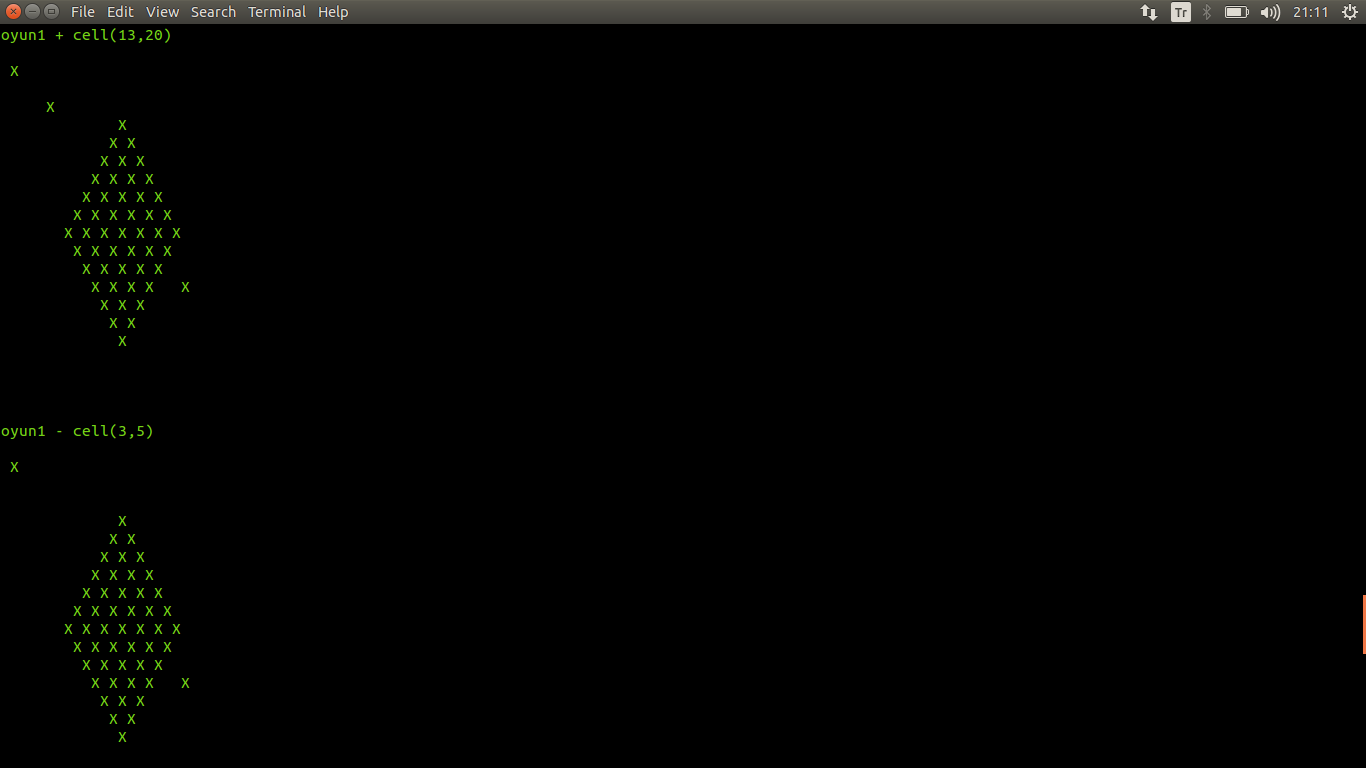 File Edit View Search Terminal Help Tr 21:11
oyun1 + cell(13,20)
X
X
X
X X
X X X
X X X X
X X X X X
X X X X X X
X X X X X X X
X X X X X X
X X X X X
X X X X X
X X X
X X
X
oyun1 - cell(3,5)
X
X
X X
X X X
X X X X
X X X X X
X X X X X X
X X X X X X X
X X X X X X
X X X X X
X X X X X
X X X
X X
X